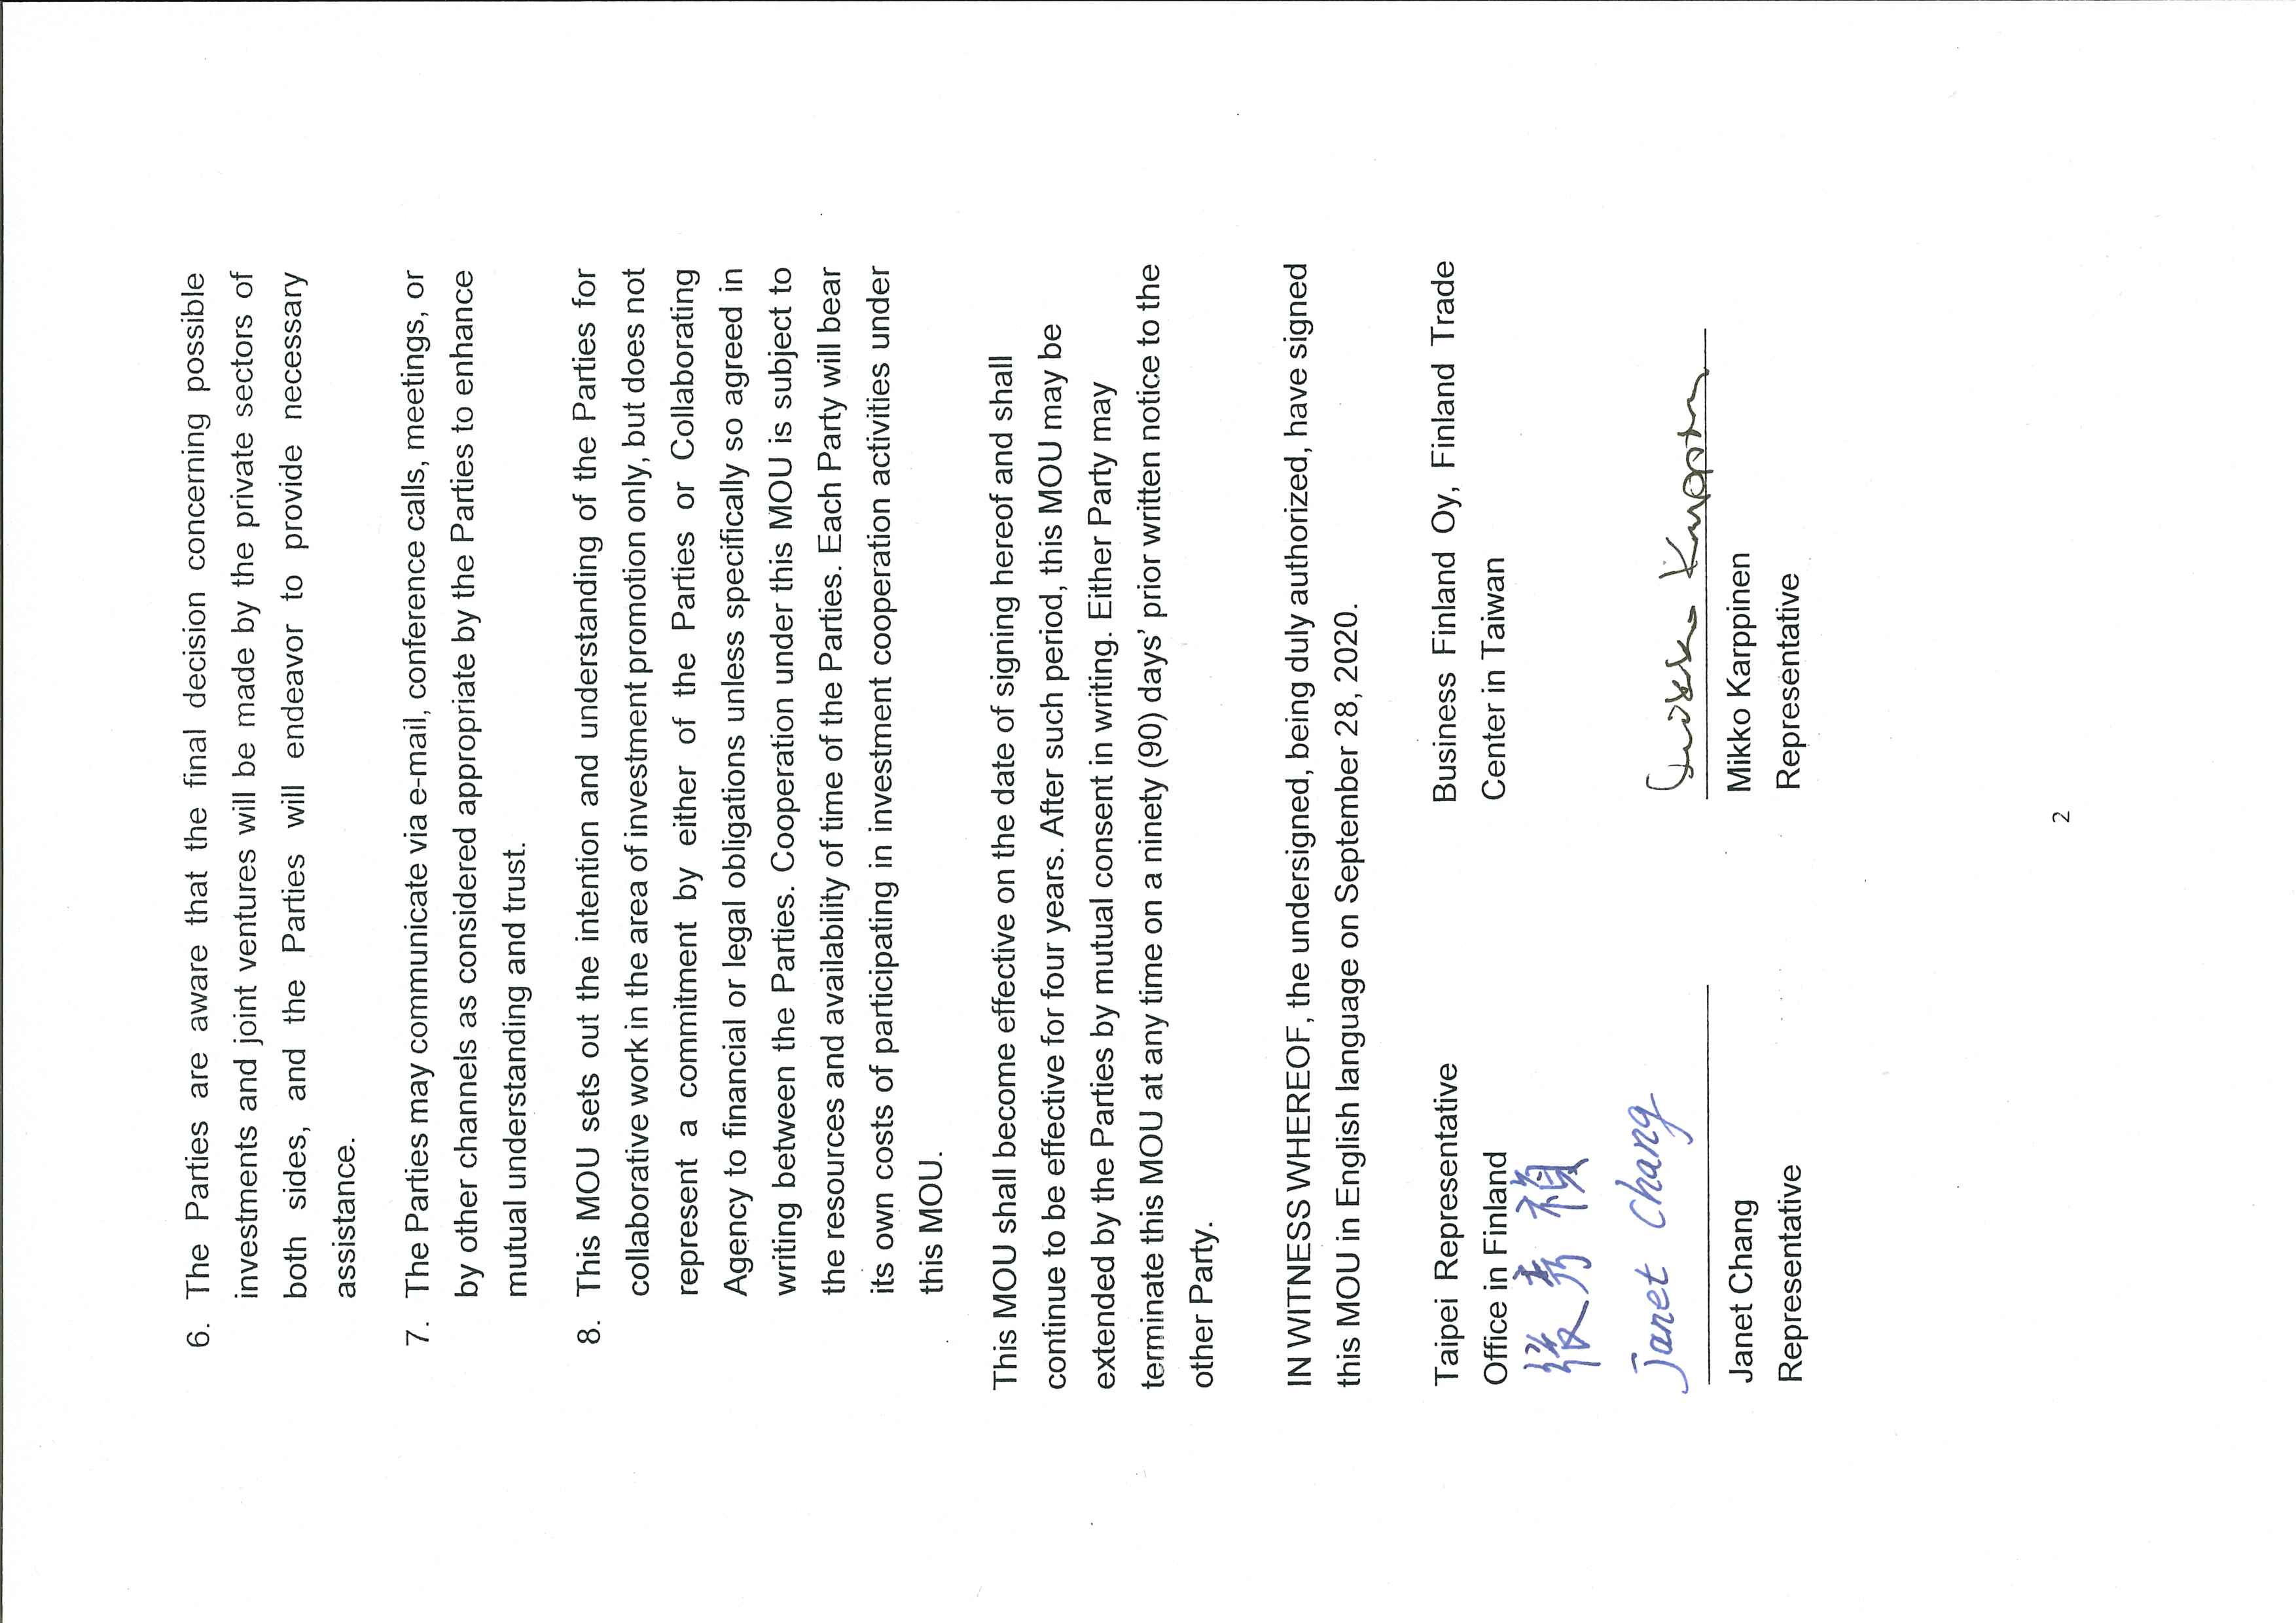 6. The Parties are aware that the final decision concerning possible
investments and joint ventures will be made by the private sectors of
both sides, and the Parties will endeavor to provide necessary
assistance.
7. The Parties may communicate via e-mail, conference calls, meetings, or
by other channels as considered appropriate by the Parties to enhance
mutual understanding and trust.
8. This MOU sets out the intention and understanding of the Parties for
collaborative work in the area of investment promotion only, but does not
represent a commitment by either of the Parties or Collaborating
Agency to financial or legal obligations unless specifically so agreed in
writing between the Parties. Cooperation under this MOU is subject to
the resources and availability of time of the Parties. Each Party will bear
its own costs of participating in investment cooperation activities under
this MOU.
This MOU shall become effective on the date of signing hereof and shall
continue to be effective for four years. After such period, this MOU may be
extended by the Parties by mutual consent in writing. Either Party may
terminate this MOU at any time on a ninety (90) days' prior written notice to the
other Party.
IN WITNESS WHEREOF, the undersigned, being duly authorized, have signed
this MOU in English language on September 28, 2020.
Taipei Representative
Office in Finland
張秀禎
Janet Chang
Janet Chang
Representative
Business Finland Oy, Finland Trade
Center in Taiwan
Mikko Karppinen
Mikko Karppinen
Representative
2